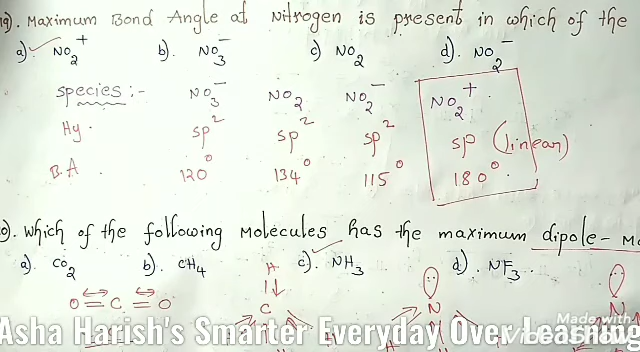 19). Maximum Bond Angle at Nitrogen is present in which of the
a). NO₂⁺ b). NO₃⁻ c) NO₂ d). NO₂⁻
Species :- NO₃⁻ NO₂ NO₂⁻ NO₂⁺
Hy. sp² sp² sp² sp (linear)
B.A 120° 134° 115° 180°.
0). Which of the following Molecules has the maximum dipole-
a). CO₂ b). CH₄ c). NH₃ d). NF₃
H
O=C=O C N N
Made with
Asha Harish's Smarter Everyday Over Learning